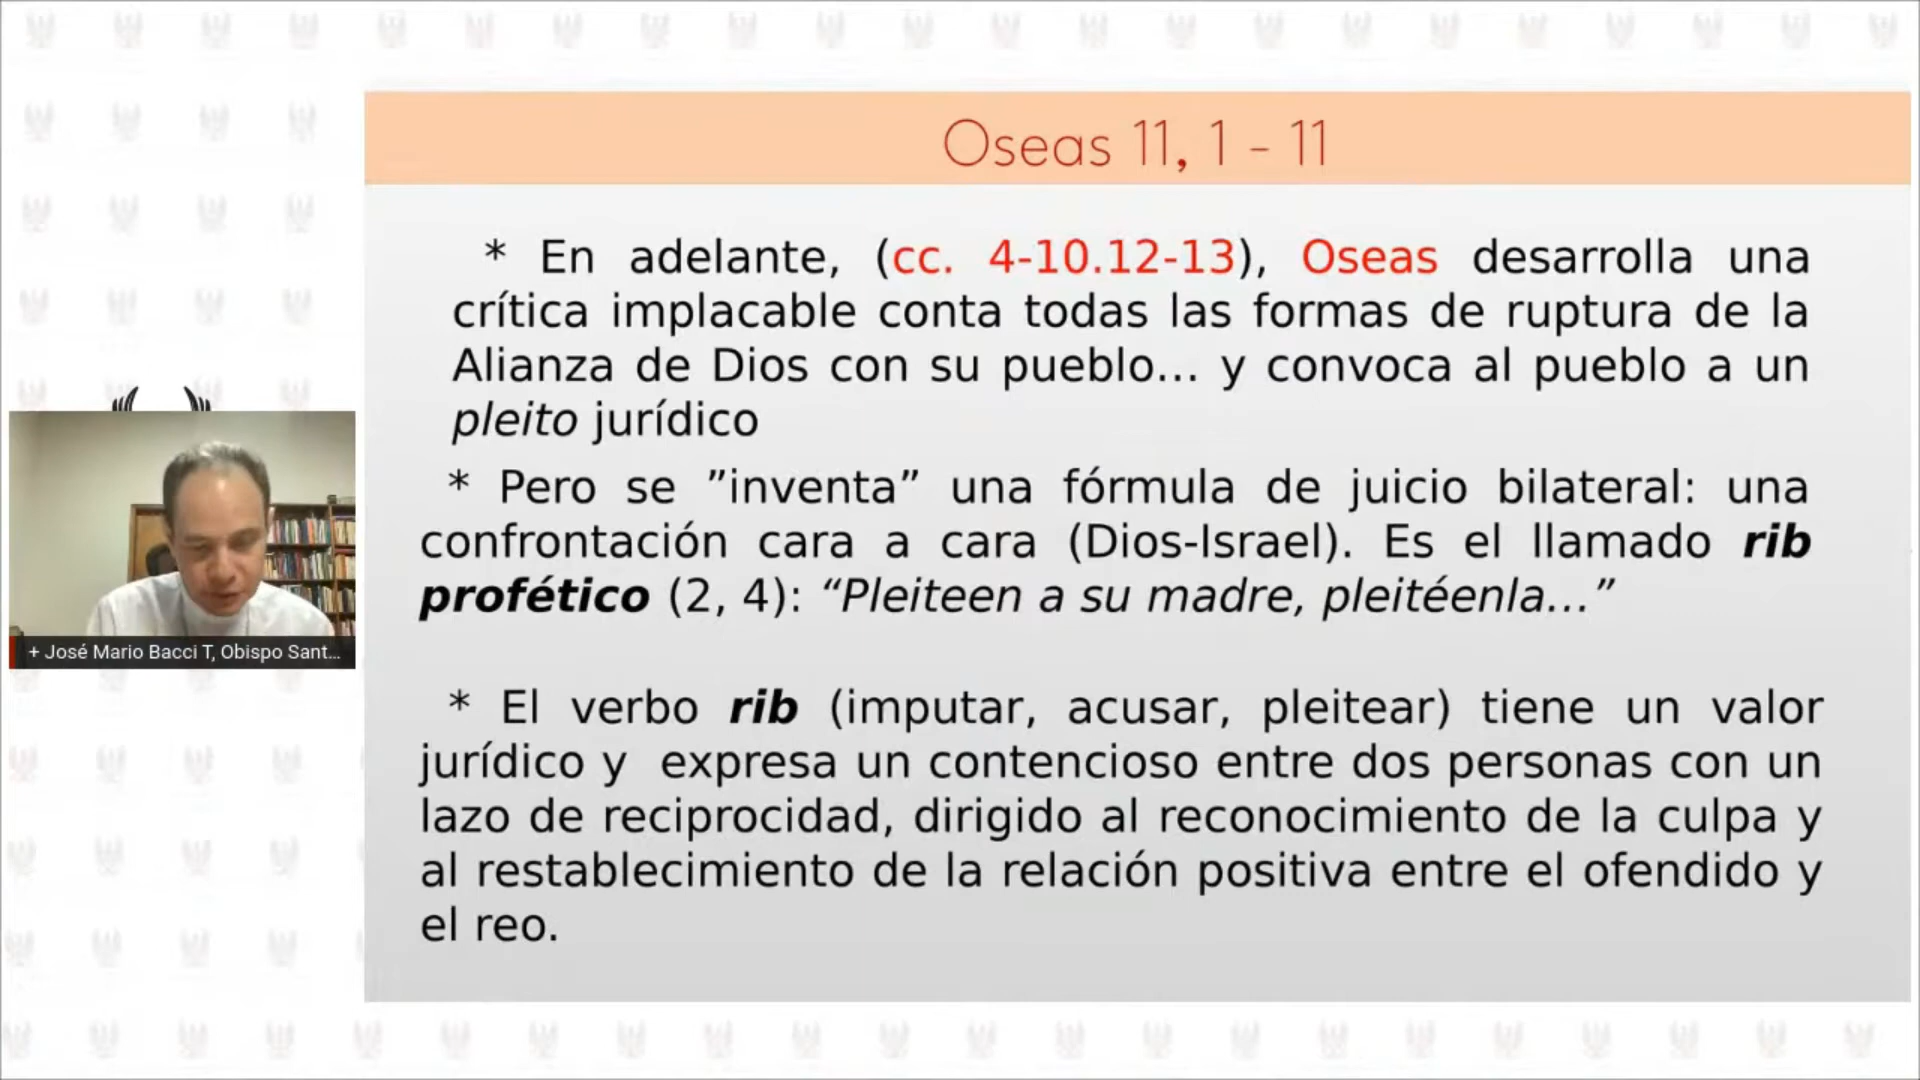 Oseas 11, 1 - 11
* En adelante, (cc. 4-10.12-13), Oseas desarrolla una
crítica implacable conta todas las formas de ruptura de la
Alianza de Dios con su pueblo... y convoca al pueblo a un
pleito jurídico
* Pero se ”inventa” una fórmula de juicio bilateral: una
confrontación cara a cara (Dios-Israel). Es el llamado rib
profético (2, 4): “Pleiteen a su madre, pleitéenla...”
* El verbo rib (imputar, acusar, pleitear) tiene un valor
jurídico y expresa un contencioso entre dos personas con un
lazo de reciprocidad, dirigido al reconocimiento de la culpa y
al restablecimiento de la relación positiva entre el ofendido y
el reo.
+ José Mario Bacci T, Obispo Sant...